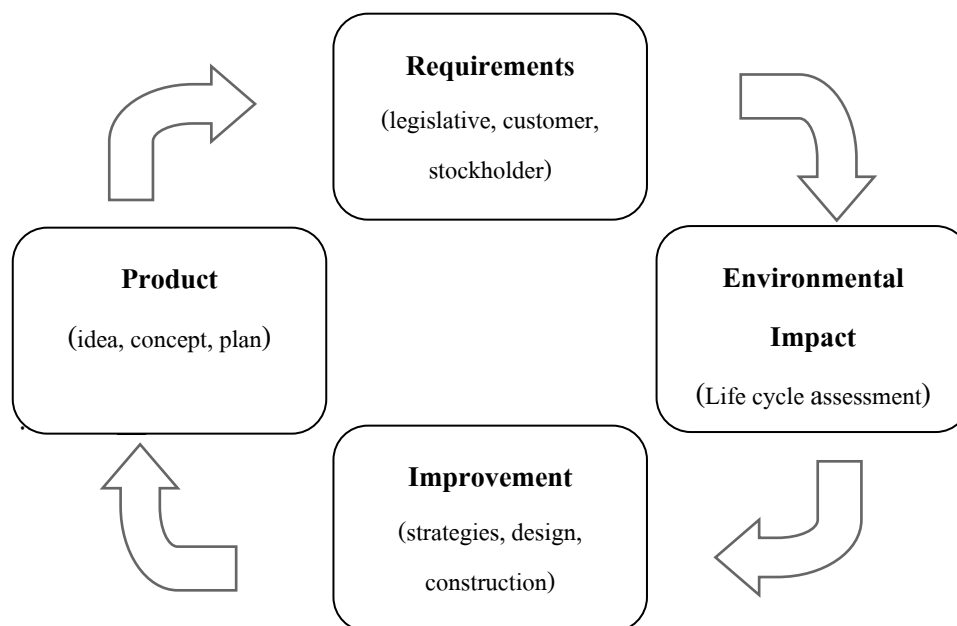 Requirements
(legislative, customer,
stockholder)
Product
(idea, concept, plan)
Environmental
Impact
(Life cycle assessment)
Improvement
(strategies, design,
construction)